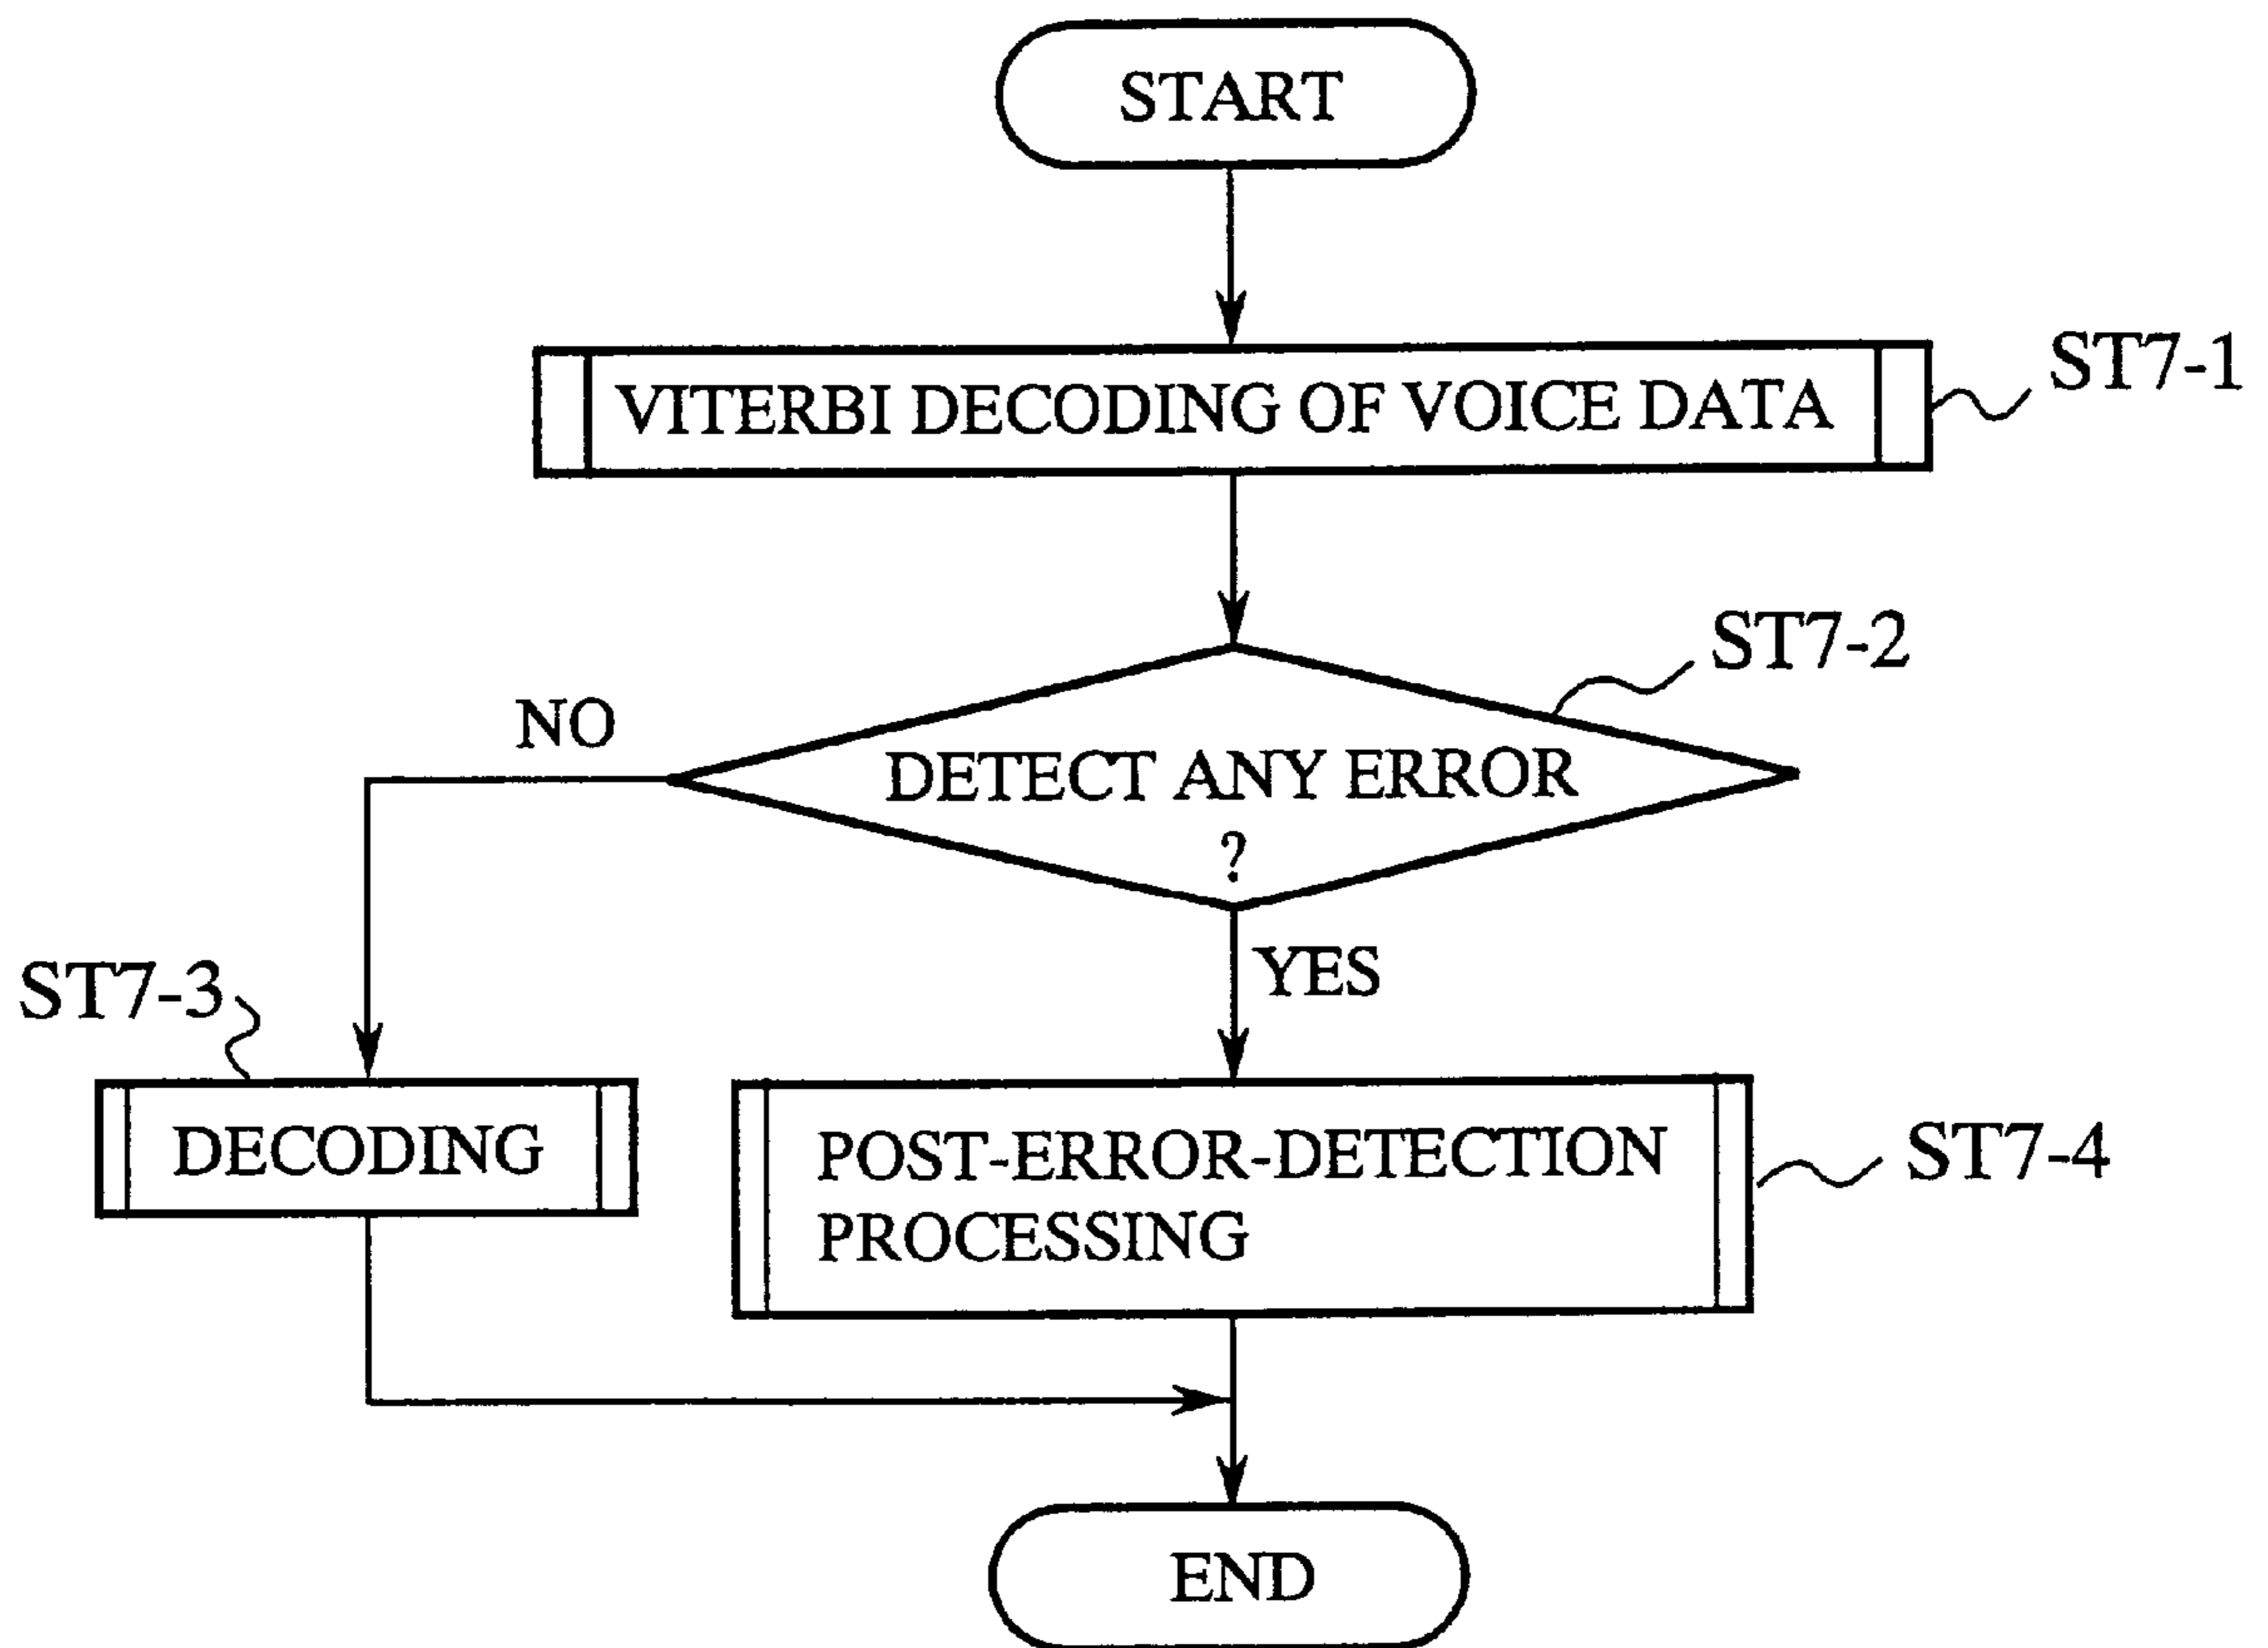 START
VITERBI DECODING OF VOICE DATA
ST7-1
ST7-2
NO
DETECT ANY ERROR
?
YES
ST7-3
DECODING
POST-ERROR-DETECTION
PROCESSING
ST7-4
END